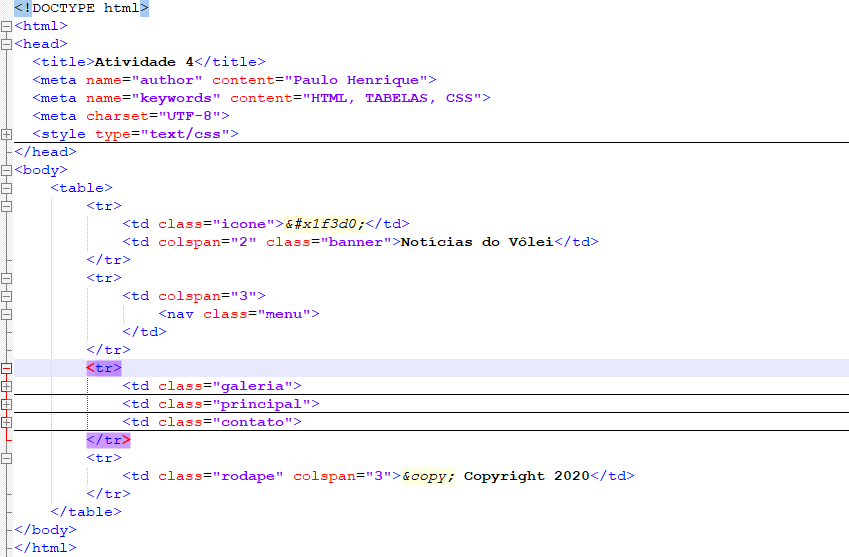 <!DOCTYPE html>
<html>
<head>
  <title>Atividade 4</title>
  <meta name="author" content="Paulo Henrique">
  <meta name="keywords" content="HTML, TABELAS, CSS">
  <meta charset="UTF-8">
  <style type="text/css">
</head>
<body>
    <table>
        <tr>
            <td class="icone">&#x1f3d0;</td>
            <td colspan="2" class="banner">Notícias do Vôlei</td>
        </tr>
        <tr>
            <td colspan="3">
                <nav class="menu">
            </td>
        </tr>
        <tr>
            <td class="galeria">
            <td class="principal">
            <td class="contato">
        </tr>
        <tr>
            <td class="rodape" colspan="3">&copy; Copyright 2020</td>
        </tr>
    </table>
</body>
</html>